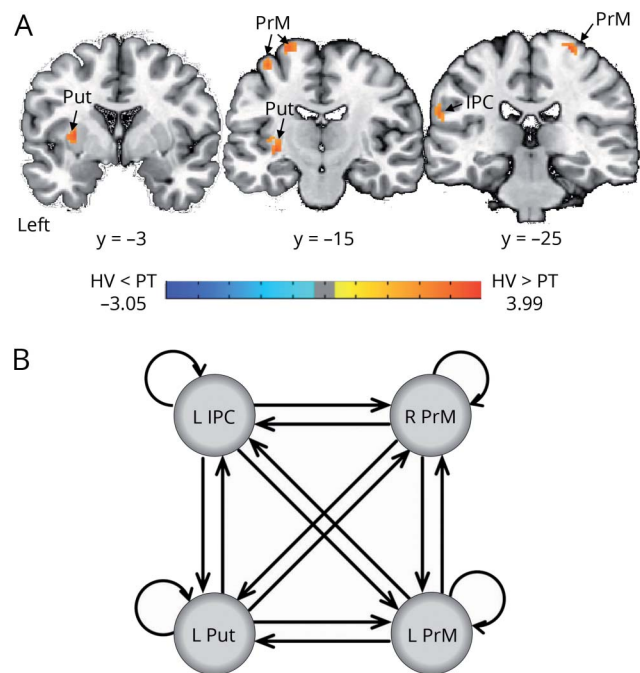 A
PrM
PrM
Put
Put
IPC
Left
y = –3
y = –15
y = –25
HV < PT
–3.05
HV > PT
3.99
B
L IPC
R PrM
L Put
L PrM